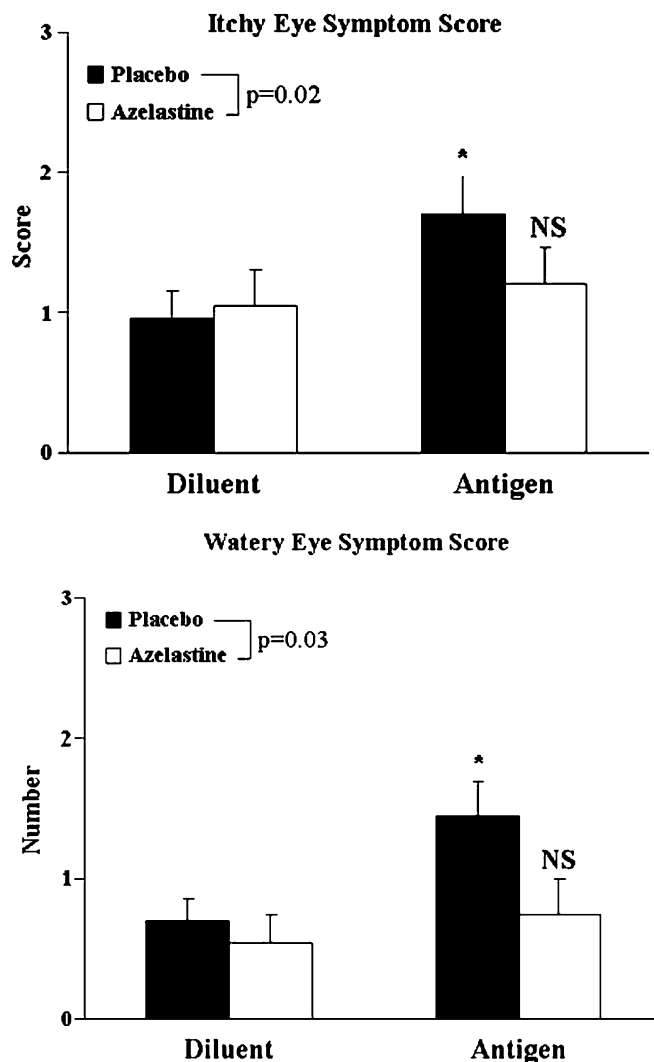 Itchy Eye Symptom Score
3
Placebo
p=0.02
Azelastine
2
*
NS
Score
1
0
Diluent Antigen
Watery Eye Symptom Score
3
Placebo
p=0.03
Azelastine
2
*
NS
Number
1
0
Diluent Antigen